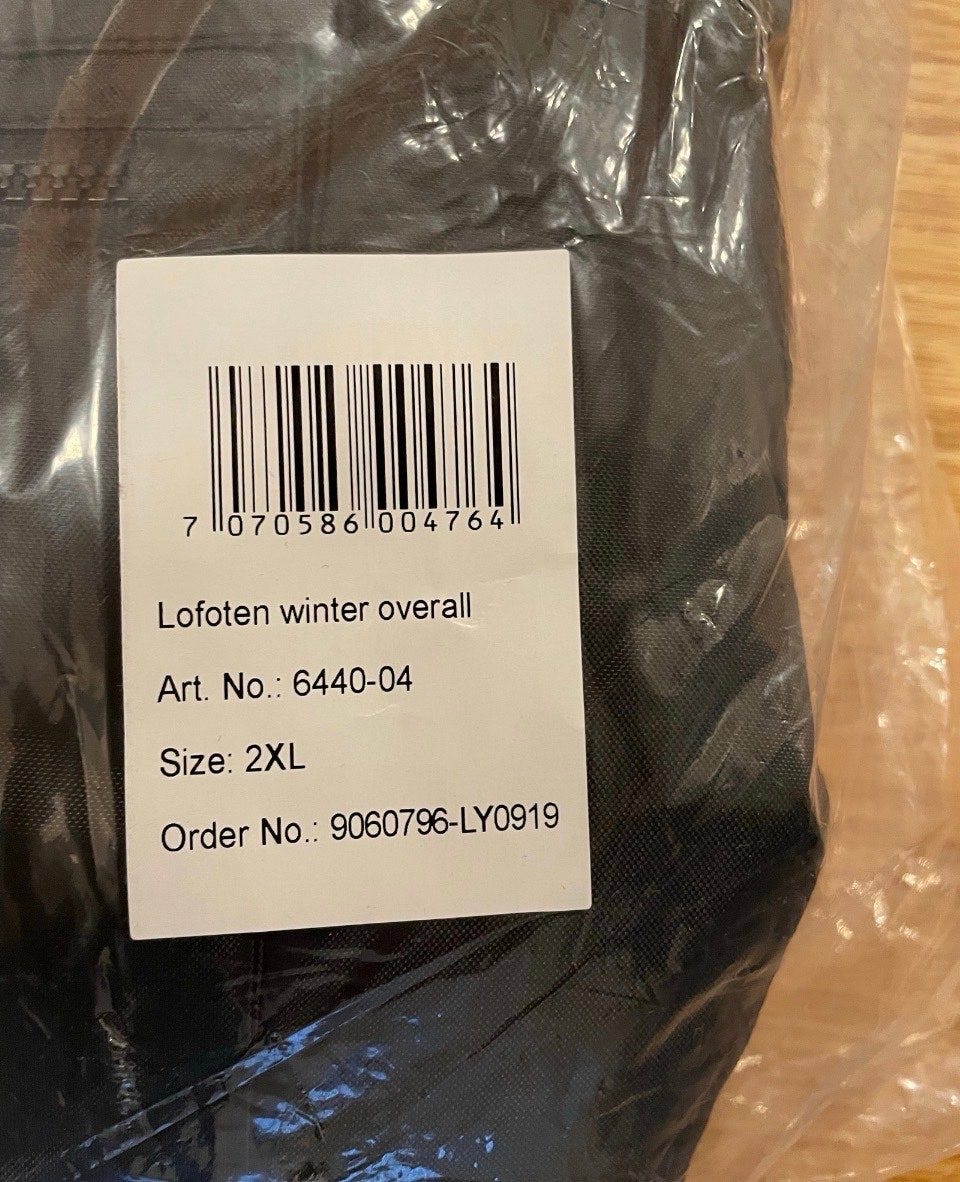 7 070586 004764
Lofoten winter overall
Art. No.: 6440-04
Size: 2XL
Order No.: 9060796-LY0919